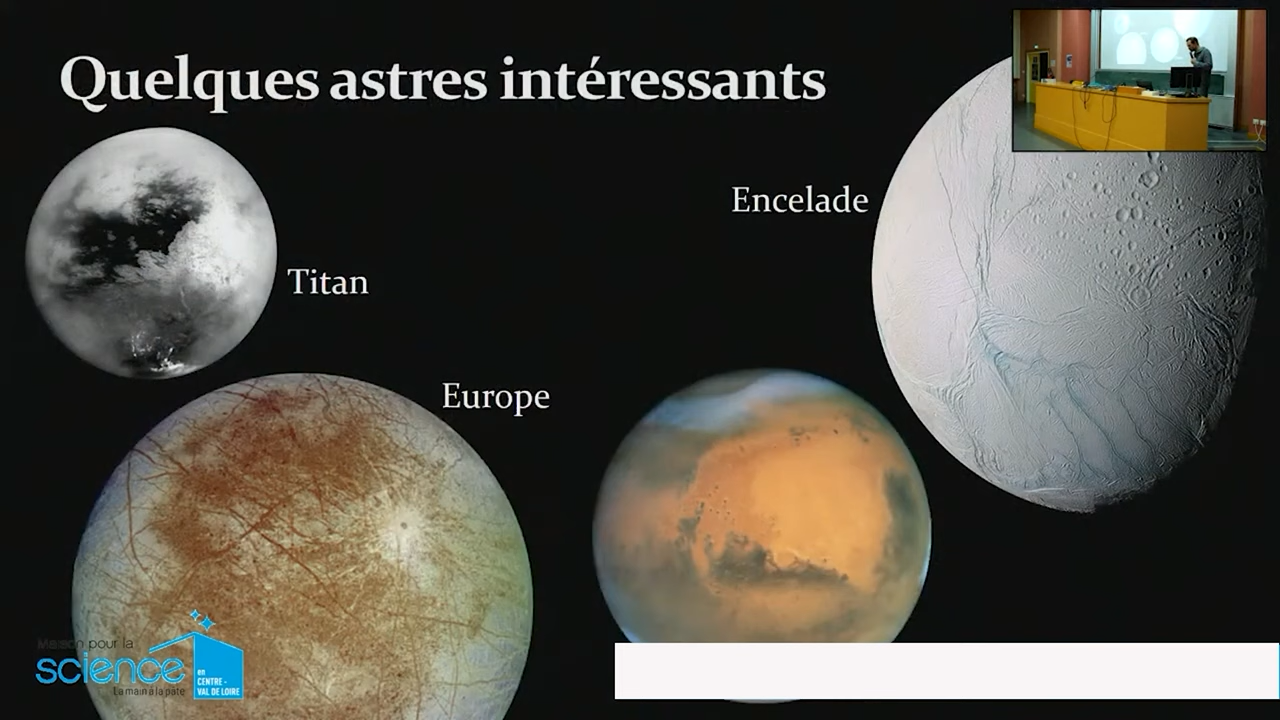 Quelques astres intéressants
Encelade
Titan
Europe
Maison pour la
science
en
CENTRE -
VAL DE LOIRE
La main à la pâte